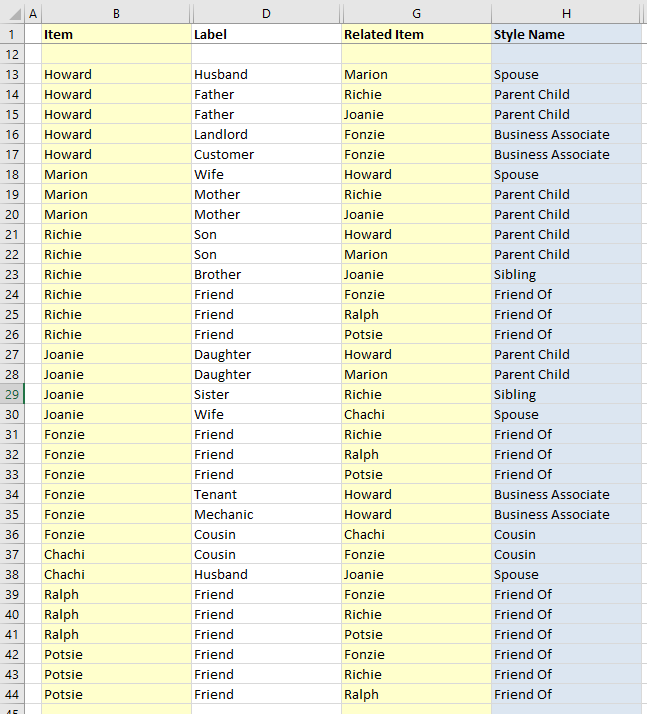 A B D G H
1 Item Label Related Item Style Name
12
13 Howard Husband Marion Spouse
14 Howard Father Richie Parent Child
15 Howard Father Joanie Parent Child
16 Howard Landlord Fonzie Business Associate
17 Howard Customer Fonzie Business Associate
18 Marion Wife Howard Spouse
19 Marion Mother Richie Parent Child
20 Marion Mother Joanie Parent Child
21 Richie Son Howard Parent Child
22 Richie Son Marion Parent Child
23 Richie Brother Joanie Sibling
24 Richie Friend Fonzie Friend Of
25 Richie Friend Ralph Friend Of
26 Richie Friend Potsie Friend Of
27 Joanie Daughter Howard Parent Child
28 Joanie Daughter Marion Parent Child
29 Joanie Sister Richie Sibling
30 Joanie Wife Chachi Spouse
31 Fonzie Friend Richie Friend Of
32 Fonzie Friend Ralph Friend Of
33 Fonzie Friend Potsie Friend Of
34 Fonzie Tenant Howard Business Associate
35 Fonzie Mechanic Howard Business Associate
36 Fonzie Cousin Chachi Cousin
37 Chachi Cousin Fonzie Cousin
38 Chachi Husband Joanie Spouse
39 Ralph Friend Fonzie Friend Of
40 Ralph Friend Richie Friend Of
41 Ralph Friend Potsie Friend Of
42 Potsie Friend Fonzie Friend Of
43 Potsie Friend Richie Friend Of
44 Potsie Friend Ralph Friend Of
45